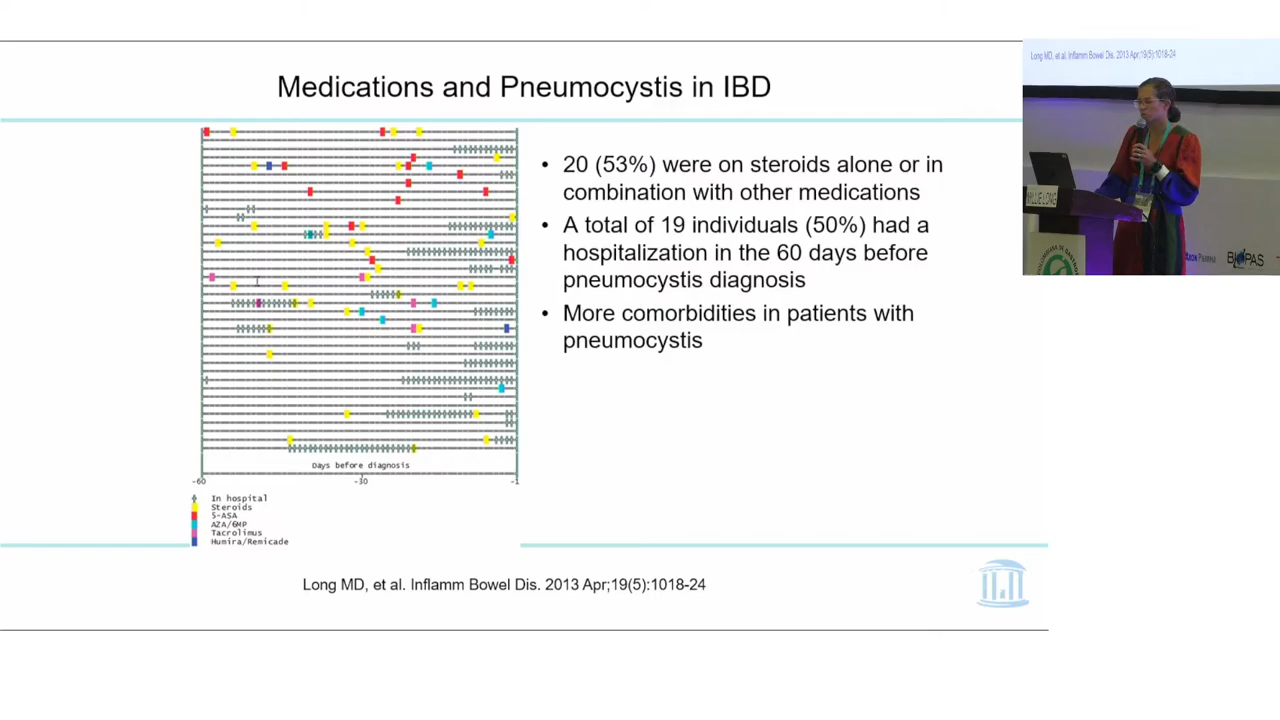 Medications and Pneumocystis in IBD
• 20 (53%) were on steroids alone or in
combination with other medications
• A total of 19 individuals (50%) had a
hospitalization in the 60 days before
pneumocystis diagnosis
• More comorbidities in patients with
pneumocystis
Days before diagnosis
-60
-30
-1
In hospital
Steroids
5-ASA
AZA/6MP
Tacrolimus
Humira/Remicade
Long MD, et al. Inflamm Bowel Dis. 2013 Apr;19(5):1018-24
Long MD, et al. Inflamm Bowel Dis. 2013 Apr;19(5):1018-24
LONG